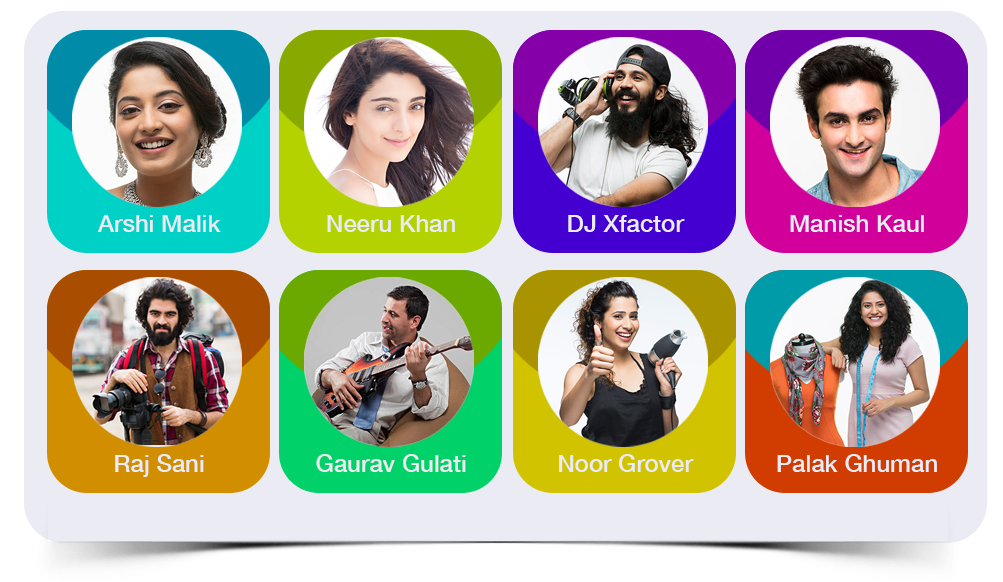 Arshi Malik
Neeru Khan
DJ Xfactor
Manish Kaul
Raj Sani
Gaurav Gulati
Noor Grover
Palak Ghuman